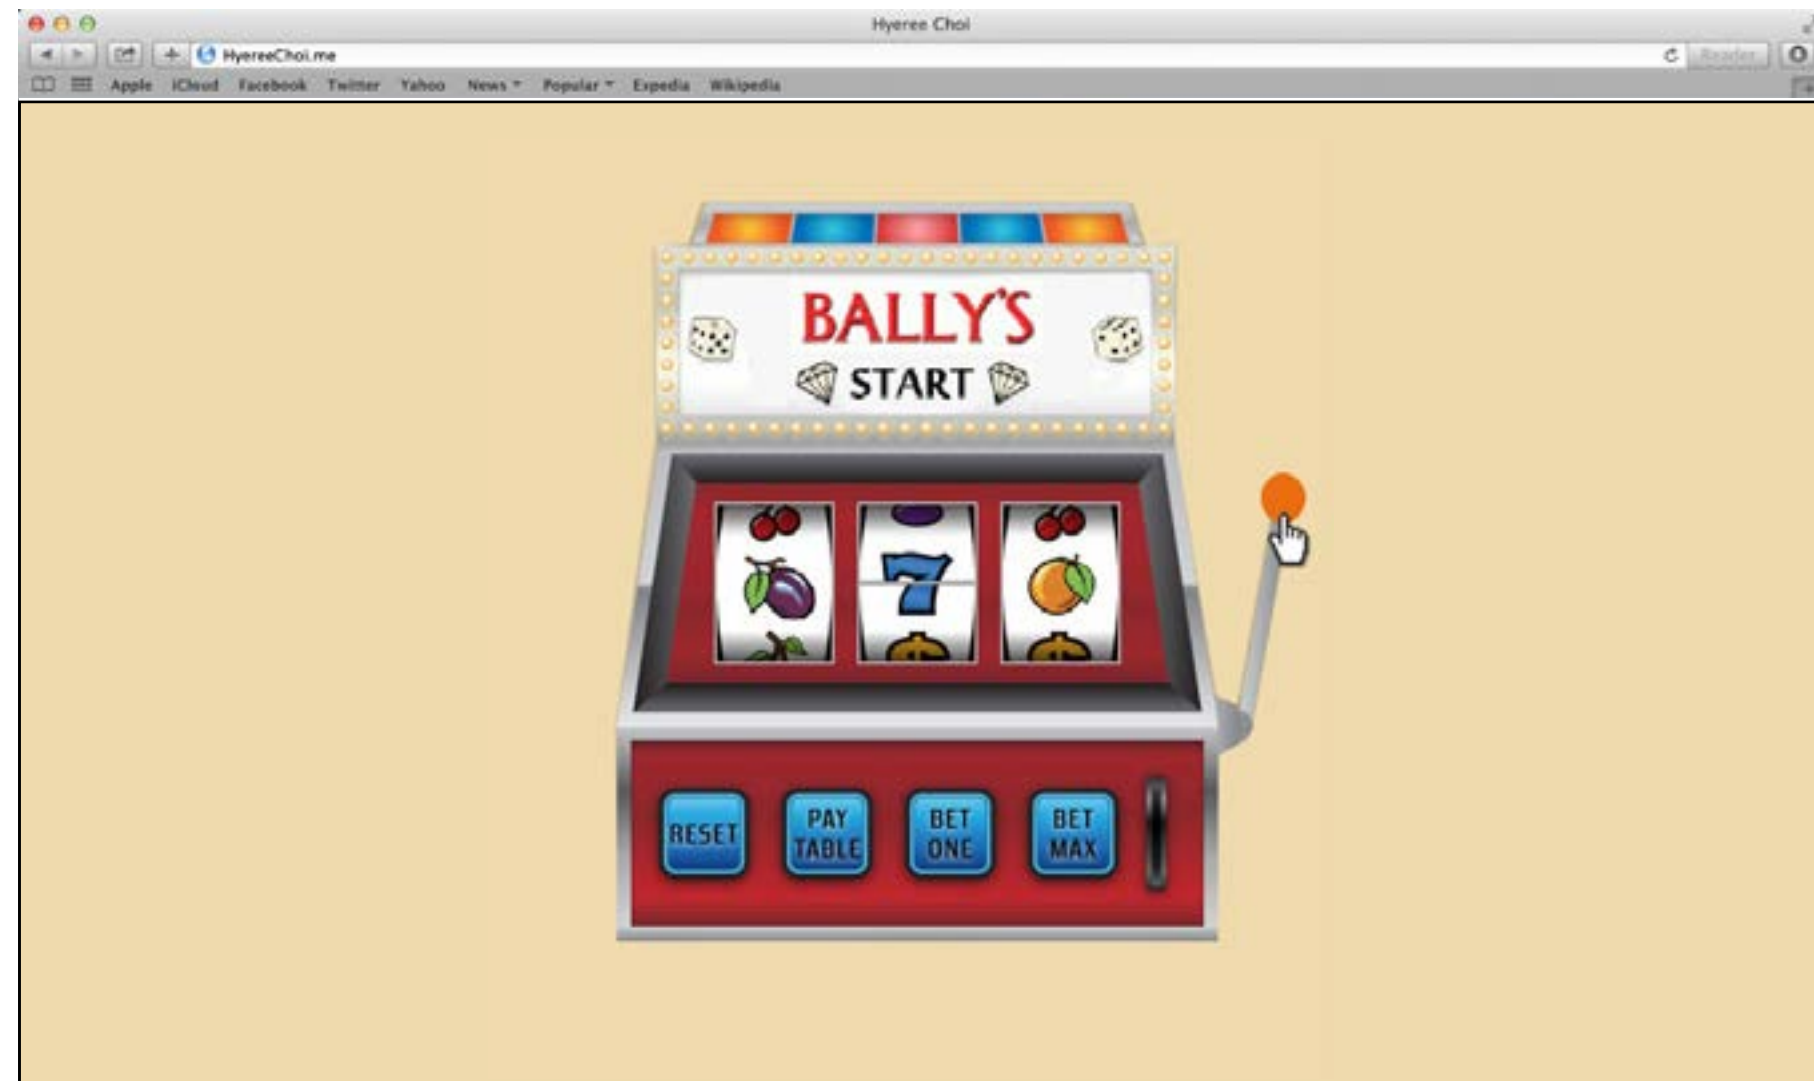 Hyeree Choi
HyereeChoi.me
Reader
Apple iCloud Facebook Twitter Yahoo News Popular Expedia Wikipedia
BALLY'S
START
7
$ $
RESET
PAY TABLE
BET ONE
BET MAX